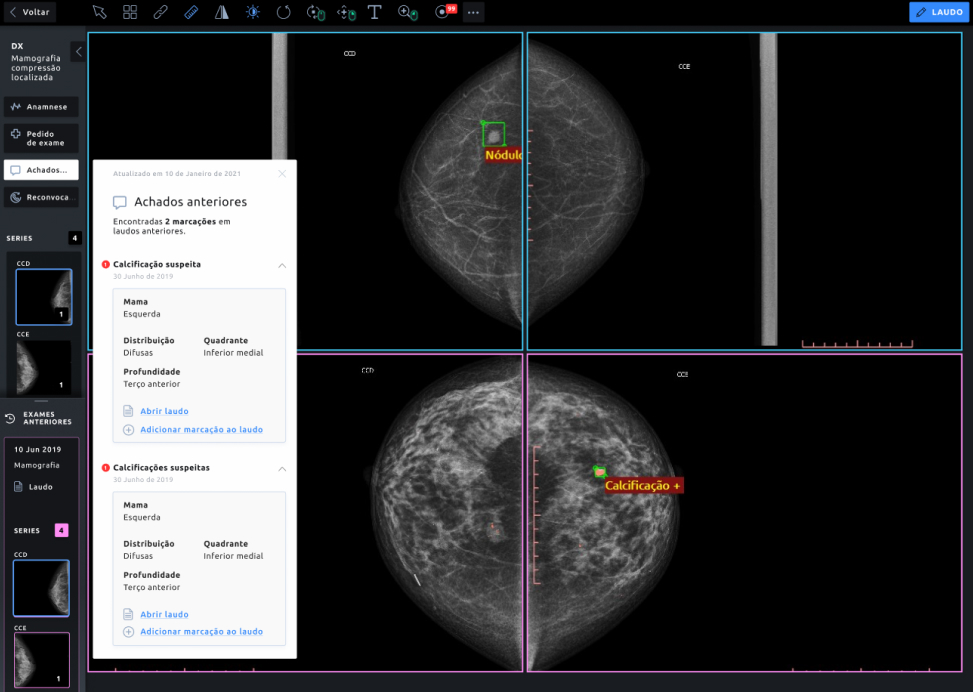 Voltar
99
LAUDO
DX
Mamografia
compressão
localizada
Anamnese
Pedido
de exame
Achados...
Reconvoca...
SERIES 4
CCD
1
CCE
1
EXAMES
ANTERIORES
10 Jun 2019
Mamografia
Laudo
SERIES 4
CCD
CCE
1
Atualizado em 10 de Janeiro de 2021
Achados anteriores
Encontradas 2 marcações em
laudos anteriores.
Calcificação suspeita
30 Junho de 2019
Mama
Esquerda
Distribuição Quadrante
Difusas Inferior medial
Profundidade
Terço anterior
Abrir laudo
Adicionar marcação ao laudo
Calcificações suspeitas
30 Junho de 2019
Mama
Esquerda
Distribuição Quadrante
Difusas Inferior medial
Profundidade
Terço anterior
Abrir laudo
Adicionar marcação ao laudo
CCD
Nódulo
CCE
CCD
CCE
Calcificação +